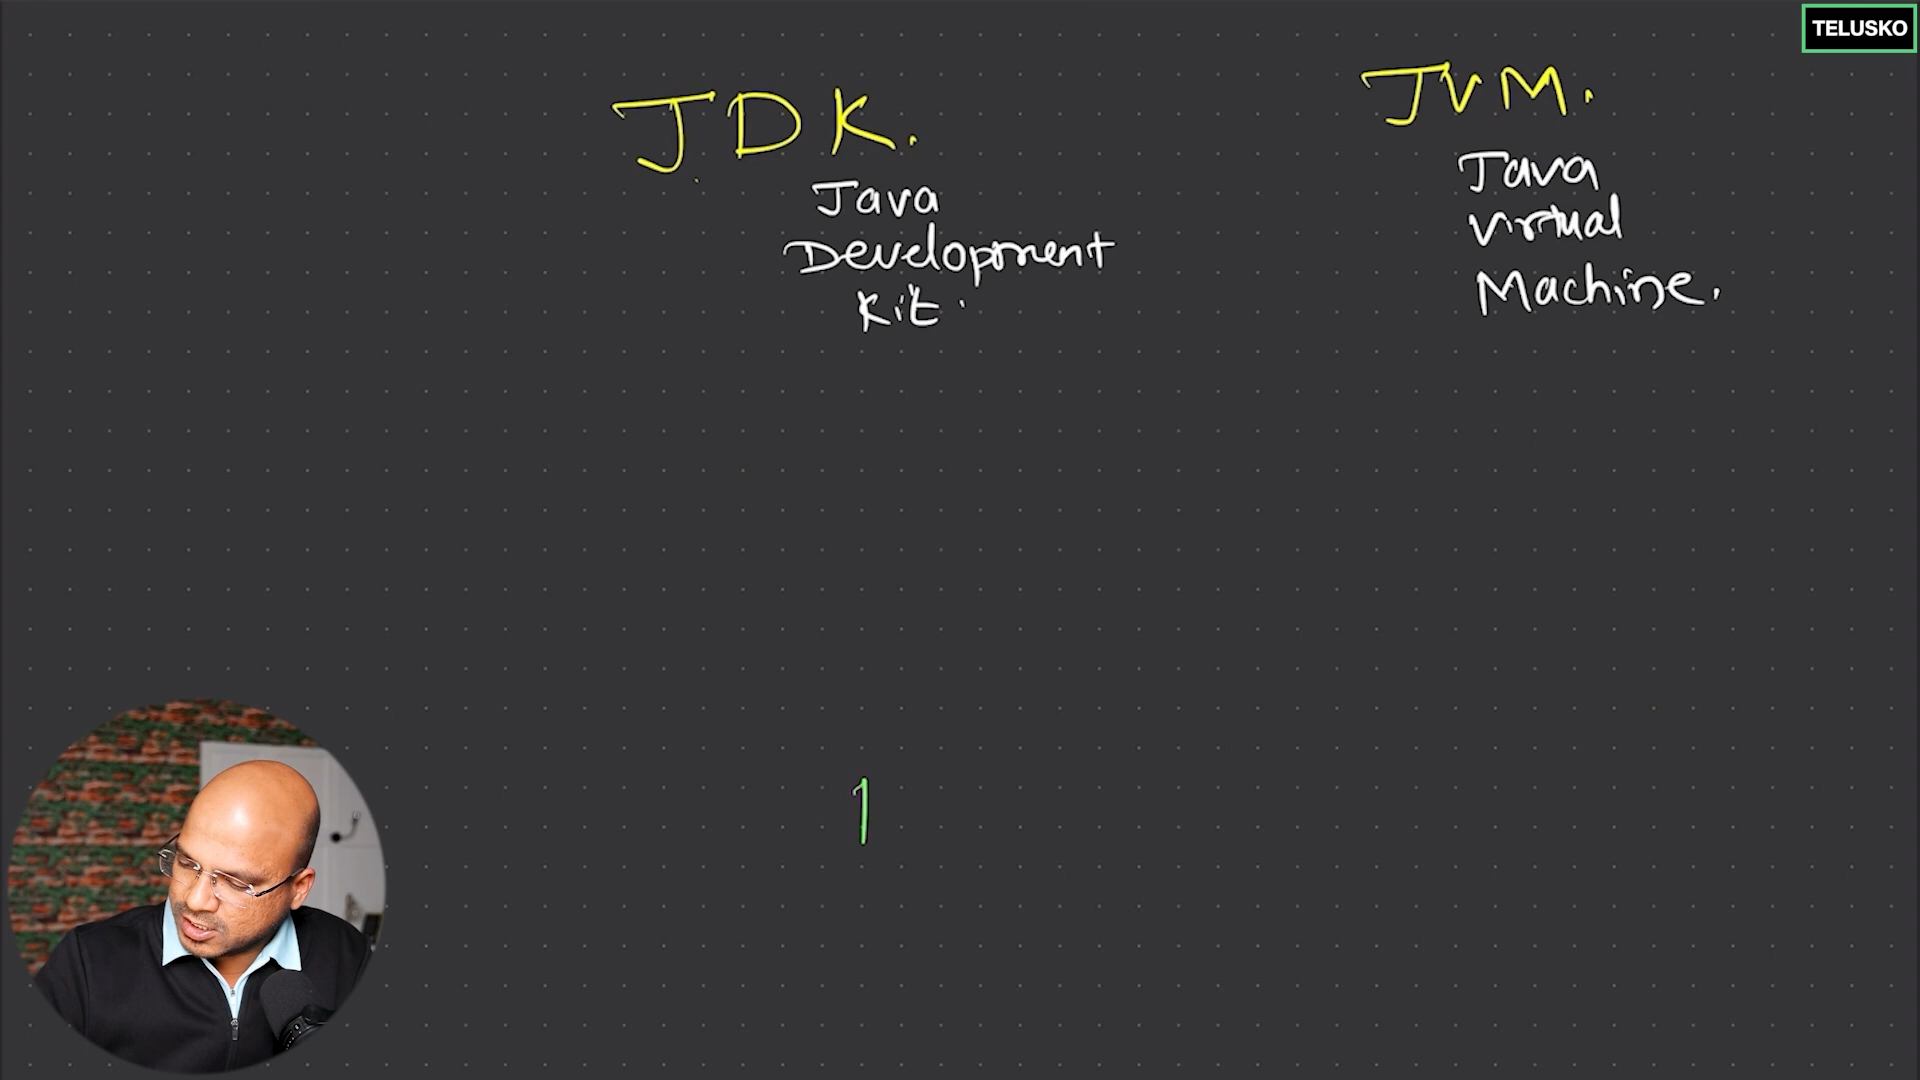 TELUSKO
JDK.
Java
Development
Kit.
JVM.
Java
Virtual
Machine.
1